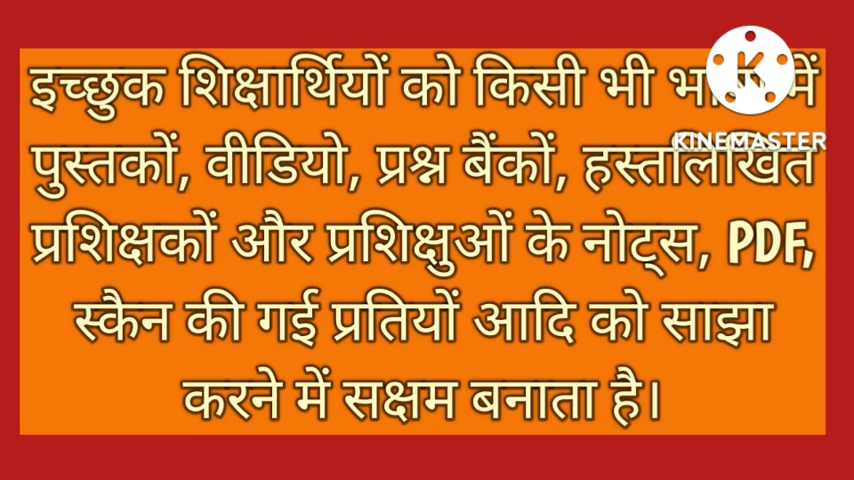 इच्छुक शिक्षार्थियों को किसी भी में
पुस्तकों, वीडियो, प्रश्न बैंकों, हस्तलिखित
प्रशिक्षकों और प्रशिक्षुओं के नोट्स, PDF,
स्कैन की गई प्रतियों आदि को साझा
करने में सक्षम बनाता है।
K
KINEMASTER